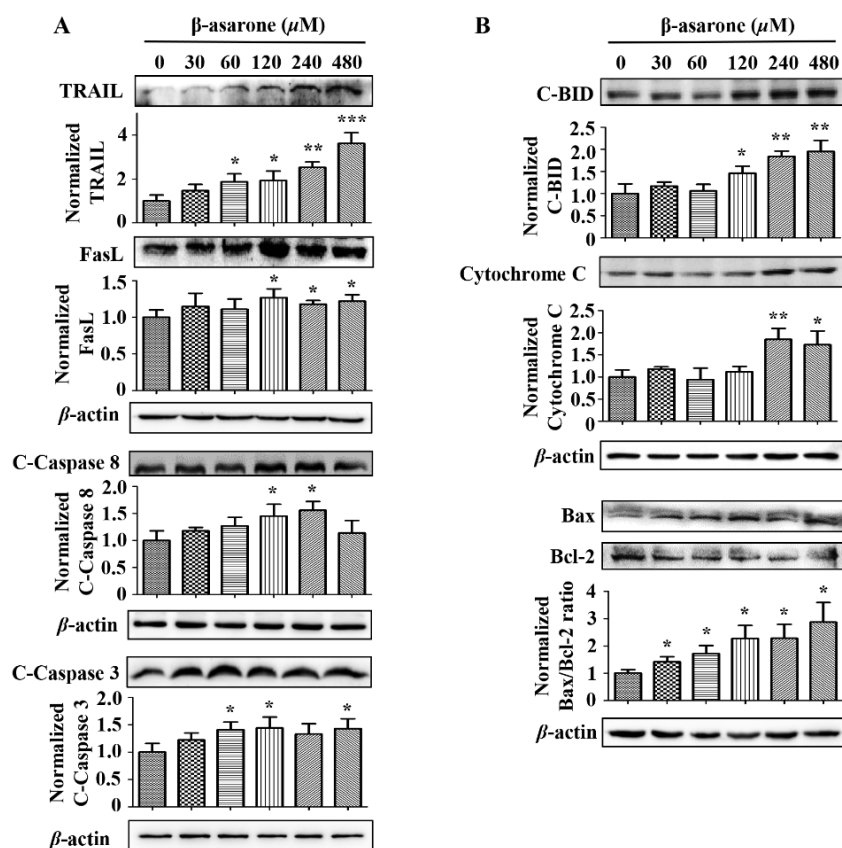 A
β-asarone (µM)
0 30 60 120 240 480
TRAIL
Normalized
TRAIL
4
2
0
*
*
**
***
FasL
Normalized
FasL
1.5
1.0
0.5
0
*
*
*
β-actin
C-Caspase 8
Normalized
C-Caspase 8
2.0
1.5
1.0
0.5
0
*
*
β-actin
C-Caspase 3
Normalized
C-Caspase 3
2.0
1.5
1.0
0.5
0
*
*
*
β-actin
B
β-asarone (µM)
0 30 60 120 240 480
C-BID
Normalized
C-BID
2.5
2.0
1.5
1.0
0.5
0
*
**
**
Cytochrome C
Normalized
Cytochrome C
2.5
2.0
1.5
1.0
0.5
0
**
*
β-actin
Bax
Bcl-2
Normalized
Bax/Bcl-2 ratio
4
3
2
1
0
*
*
*
*
*
β-actin